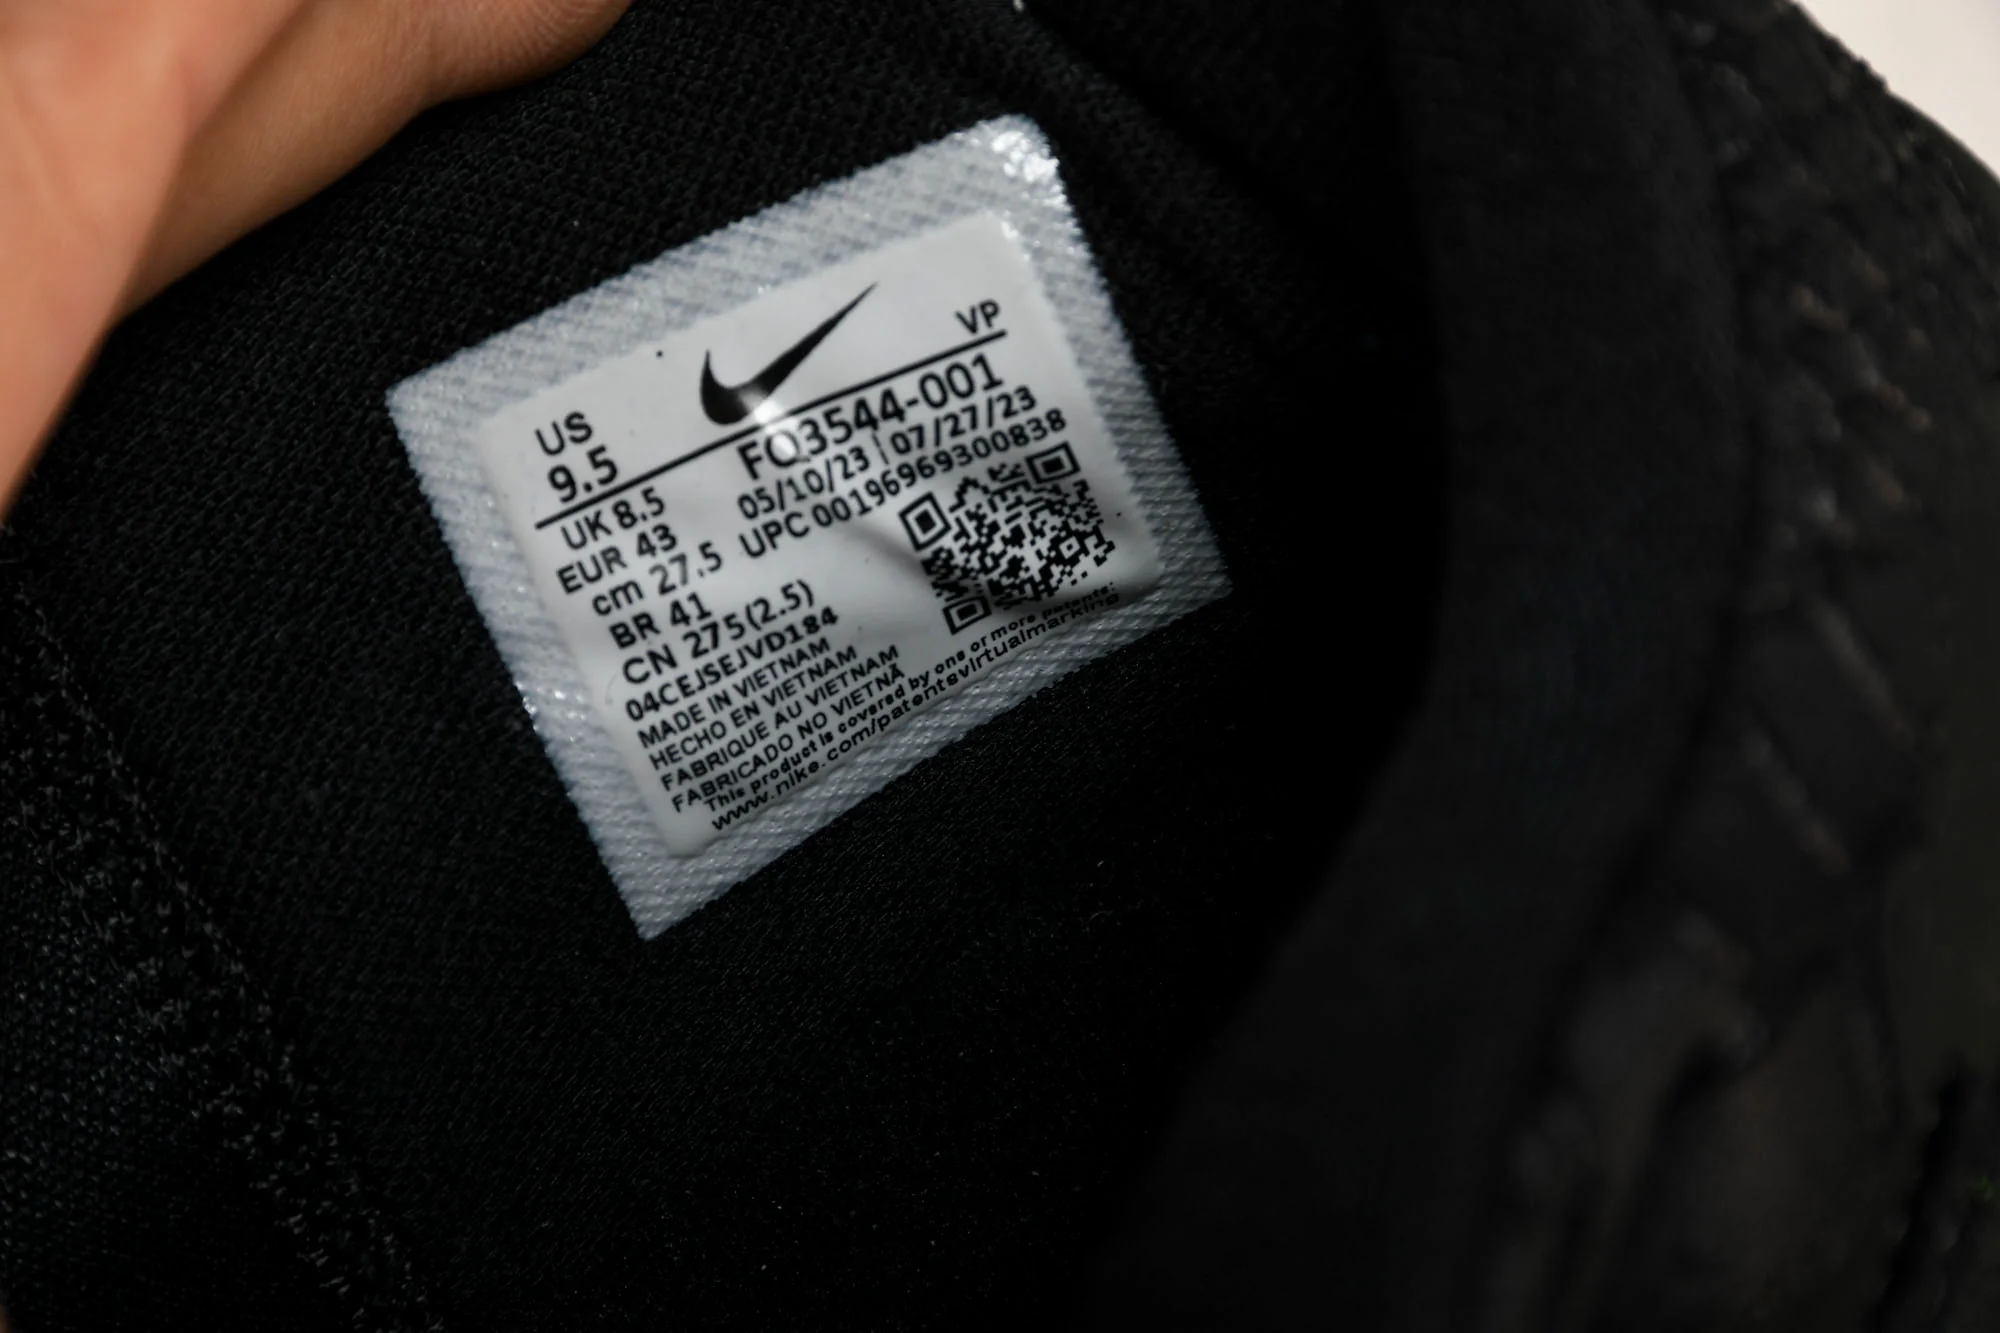 VP
US
9.5
FQ3544-001
UK 8.5
05/10/23 | 07/27/23
EUR 43
UPC 00196969300838
cm 27.5
BR 41
CN 275(2.5)
04CEJSEJVD184
MADE IN VIETNAM
HECHO EN VIETNAM
FABRIQUE AU VIETNAM
FABRICADO NO VIETNÃ
This product is covered by one or more patents:
www.nike.com/patentsvirtualmarking